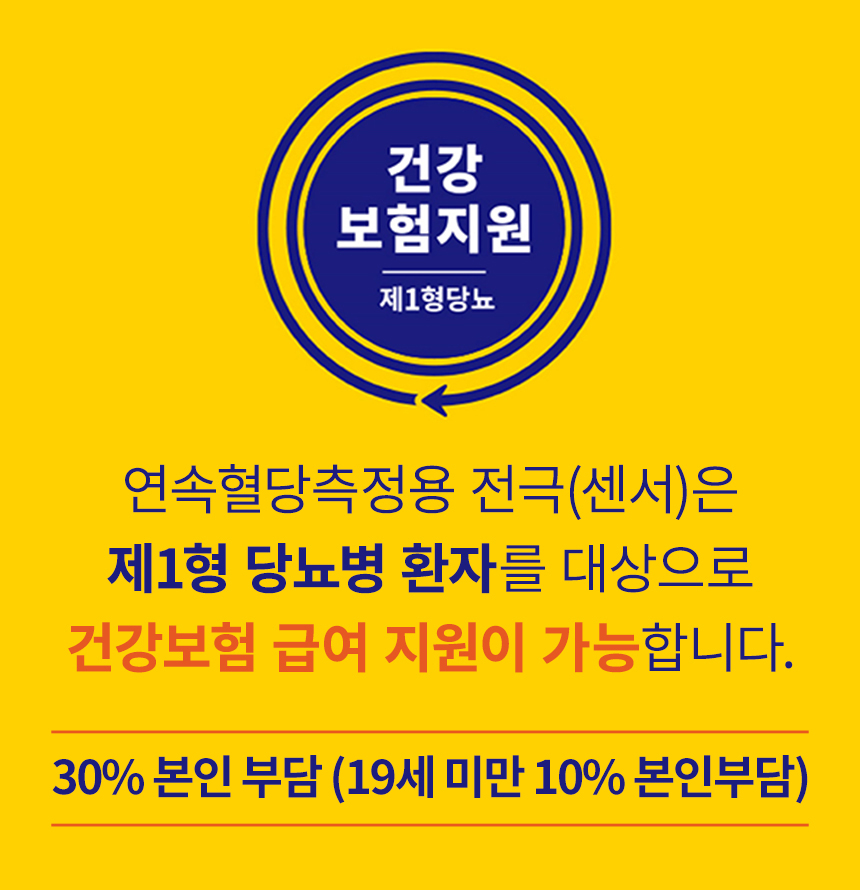 건강
보험지원
제1형당뇨
연속혈당측정용 전극(센서)은
제1형 당뇨병 환자를 대상으로
건강보험 급여 지원이 가능합니다.
30% 본인 부담 (19세 미만 10% 본인부담)